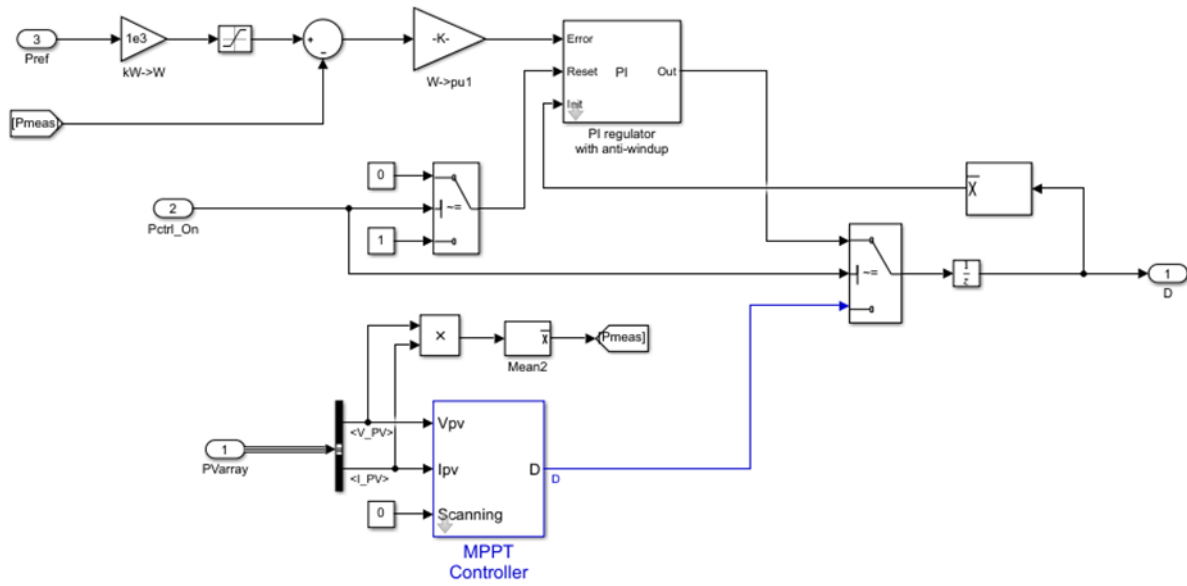 3
Pref
1e3
kW->W
+
-
-K-
W->pu1
Error
Reset
Init
PI
Out
PI regulator
with anti-windup
[Pmeas]
0
2
Pctrl_On
~=
1
x
~=
1
z
1
D
×
x
Mean2
[Pmeas]
1
PVarray
<V_PV>
<I_PV>
Vpv
Ipv
D
D
0
Scanning
MPPT
Controller